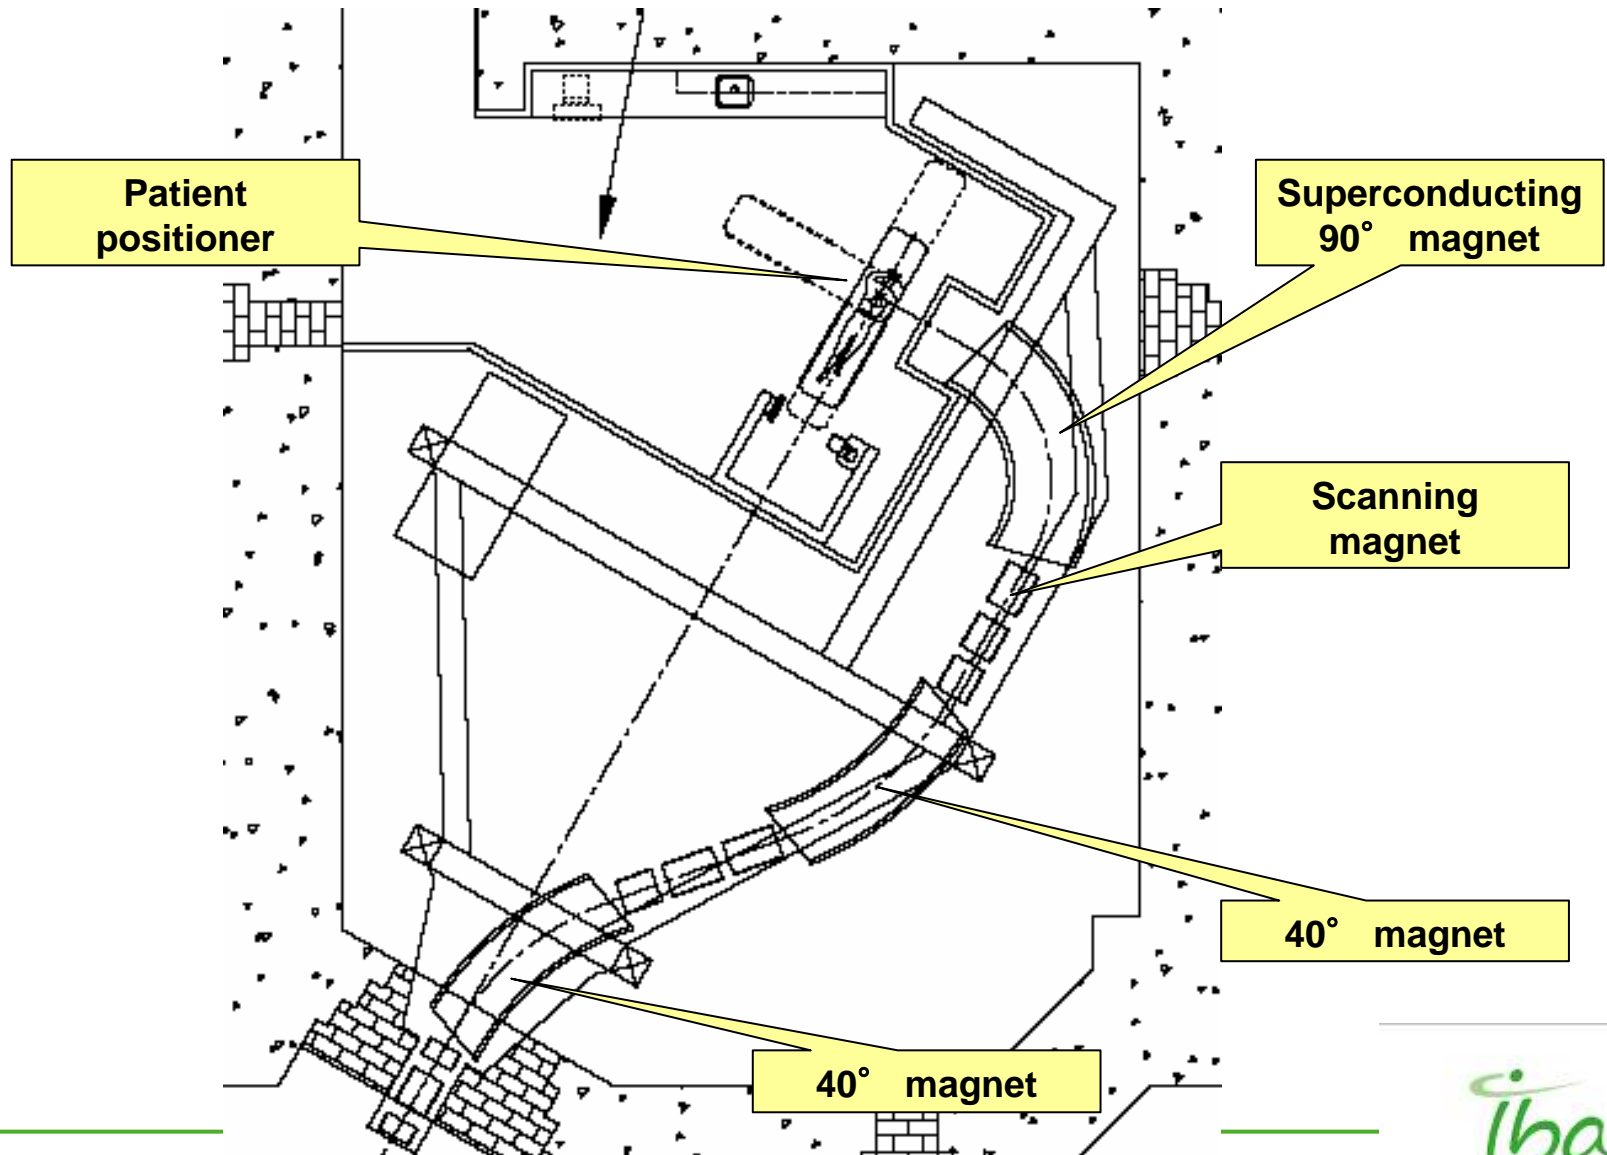 Patient
positioner
Superconducting
90° magnet
Scanning
magnet
40° magnet
40° magnet
iba